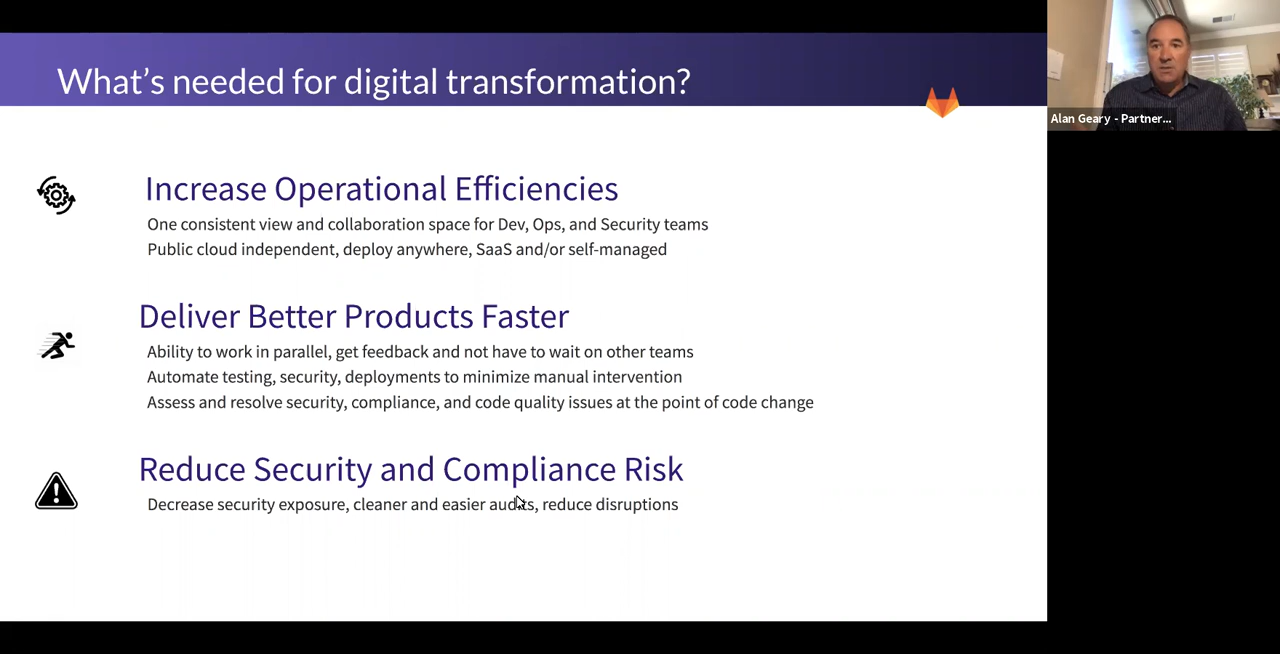 What's needed for digital transformation?
Alan Geary - Partner...
Increase Operational Efficiencies
One consistent view and collaboration space for Dev, Ops, and Security teams
Public cloud independent, deploy anywhere, SaaS and/or self-managed
Deliver Better Products Faster
Ability to work in parallel, get feedback and not have to wait on other teams
Automate testing, security, deployments to minimize manual intervention
Assess and resolve security, compliance, and code quality issues at the point of code change
Reduce Security and Compliance Risk
Decrease security exposure, cleaner and easier audits, reduce disruptions